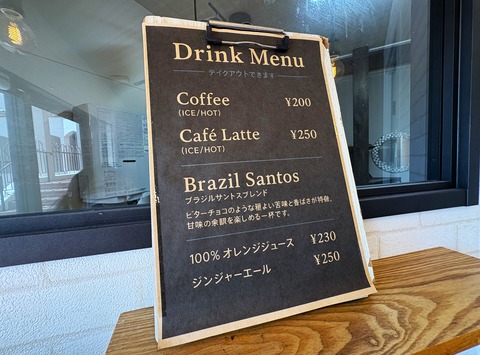 Drink Menu
テイクアウトできます
Coffee ¥200
(ICE/HOT)
Café Latte ¥250
(ICE/HOT)
Brazil Santos
ブラジルサントスブレンド
ビターチョコのような程よい苦味と香ばさが特徴。
甘味の余韻を楽しめる一杯です。
100% オレンジジュース ¥230
ジンジャーエール ¥250